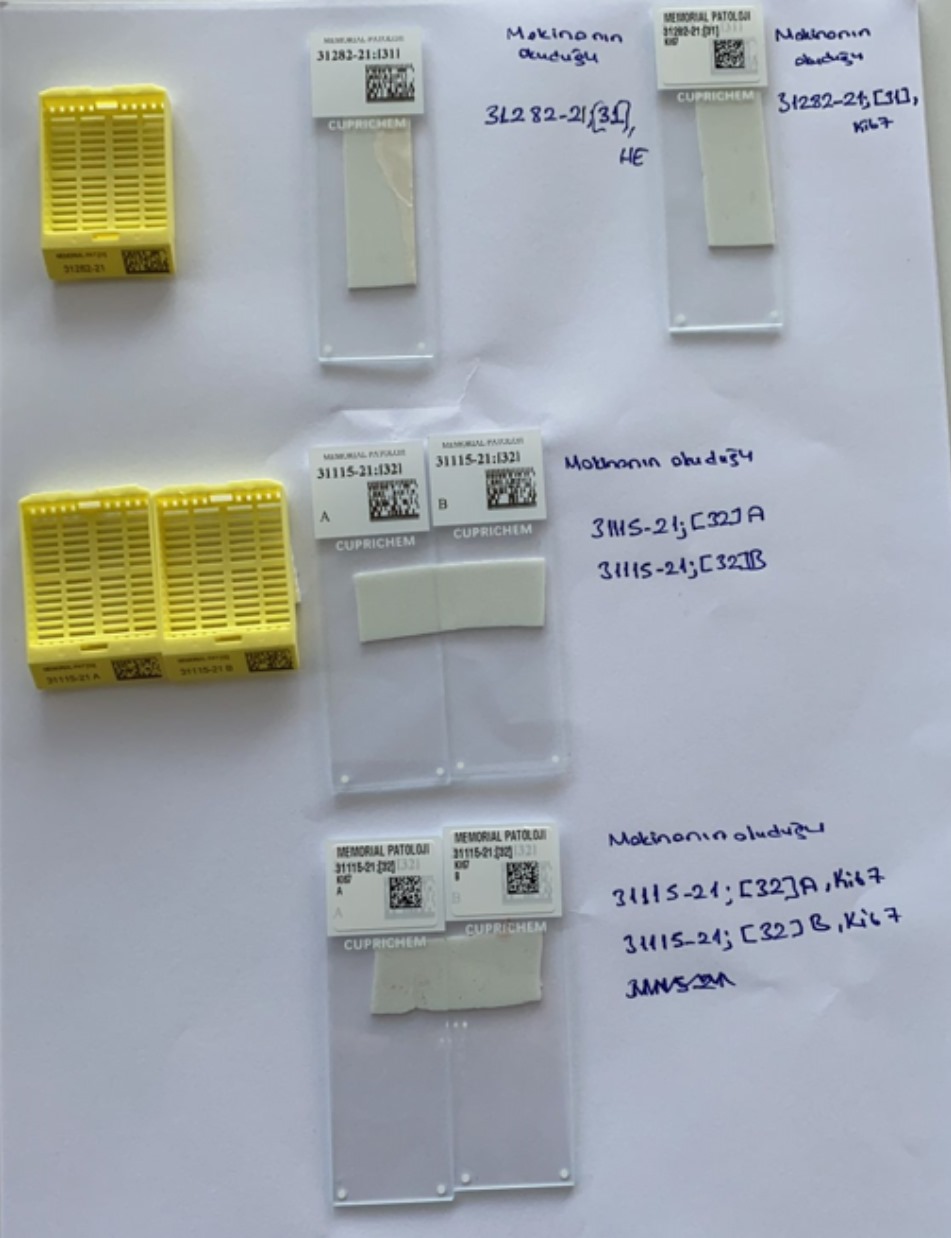 MEMORIAL PATOLOJİ
31282-21;[31]
CUPRICHEM
Makinanın
okuduğu
31282-21;[31],
HE
MEMORIAL PATOLOJI
31282-21;[31]
Ki67
CUPRICHEM
Makinanın
okuduğu
31282-21;[31],
Ki67
31282-21
MEMORIAL PATOLOJİ
31115-21;[32]
A
CUPRICHEM
MEMORIAL PATOLOJİ
31115-21;[32]
B
CUPRICHEM
Makinanın okuduğu
31115-21;[32]A
31115-21;[32]B
31115-21 A
31115-21 B
MEMORIAL PATOLOJI
31115-21;[32]
KI67
A
CUPRICHEM
MEMORIAL PATOLOJI
31115-21;[32]
KI67
B
CUPRICHEM
Makinanın okuduğu
31115-21;[32]A, Ki67
31115-21;[32]B, Ki67